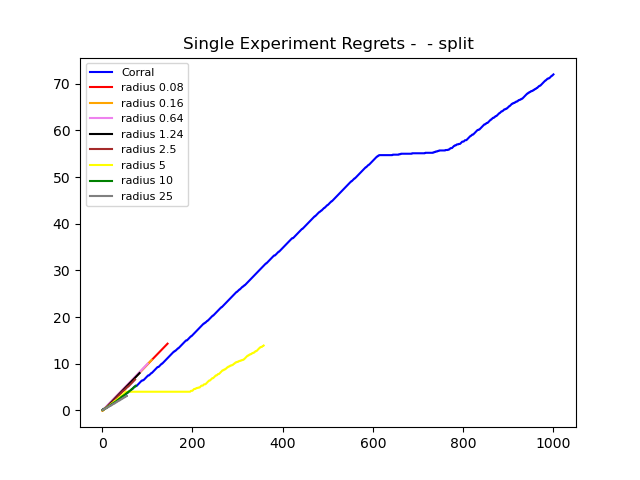 Single Experiment Regrets -  - split
Corral
radius 0.08
radius 0.16
radius 0.64
radius 1.24
radius 2.5
radius 5
radius 10
radius 25
70
60
50
40
30
20
10
0
0 200 400 600 800 1000